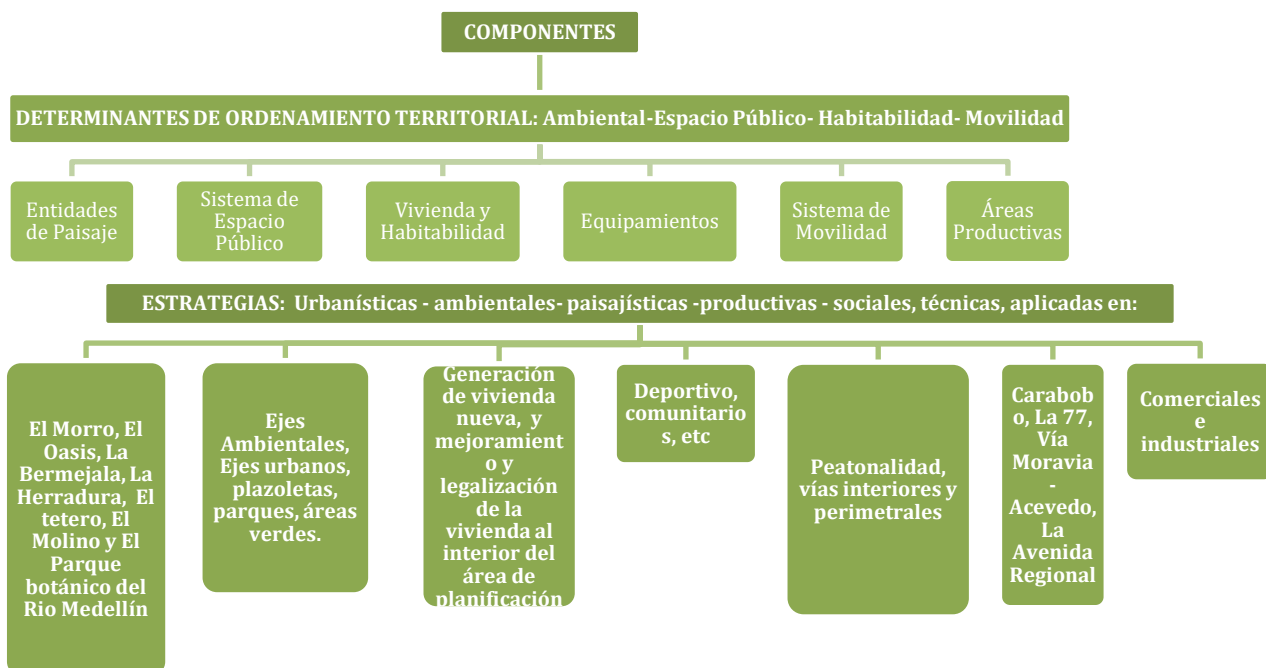 COMPONENTES
DETERMINANTES DE ORDENAMIENTO TERRITORIAL: Ambiental-Espacio Público- Habitabilidad- Movilidad
Entidades
de Paisaje
Sistema de
Espacio
Público
Vivienda y
Habitabilidad
Equipamientos
Sistema de
Movilidad
Áreas
Productivas
ESTRATEGIAS: Urbanísticas - ambientales- paisajísticas -productivas - sociales, técnicas, aplicadas en:
El Morro, El
Oasis, La
Bermejala, La
Herradura, El
tetero, El
Molino y El
Parque
botánico del
Rio Medellín
Ejes
Ambientales,
Ejes urbanos,
plazoletas,
parques, áreas
verdes.
Generación
de vivienda
nueva, y
mejoramient
o y
legalización
de la
vivienda al
interior del
área de
planificación
Deportivo,
comunitario
s, etc
Peatonalidad,
vías interiores y
perimetrales
Carabob
o, La 77,
Vía
Moravia
-
Acevedo,
La
Avenida
Regional
Comerciales
e
industriales